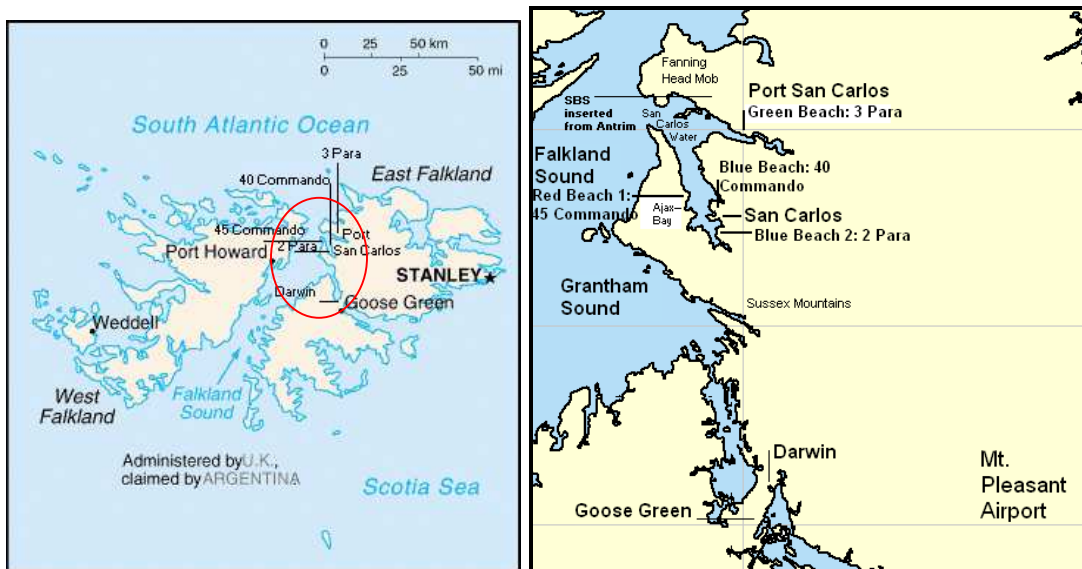 0 25 50 km
0 25 50 mi
South Atlantic Ocean
3 Para
40 Commando
East Falkland
45 Commando
Port
2 Para
San Carlos
Port Howard
STANLEY
Darwin
Goose Green
Weddell
West
Falkland
Falkland
Sound
Administered by U.K.,
claimed by ARGENTINA
Scotia Sea
Fanning
Head Mob
SBS
inserted
from Antrim
San
Carlos
Water
Port San Carlos
Green Beach: 3 Para
Falkland
Sound
Red Beach 1:
45 Commando
Ajax
Bay
Blue Beach: 40
Commando
San Carlos
Blue Beach 2: 2 Para
Grantham
Sound
Sussex Mountains
Darwin
Goose Green
Mt.
Pleasant
Airport